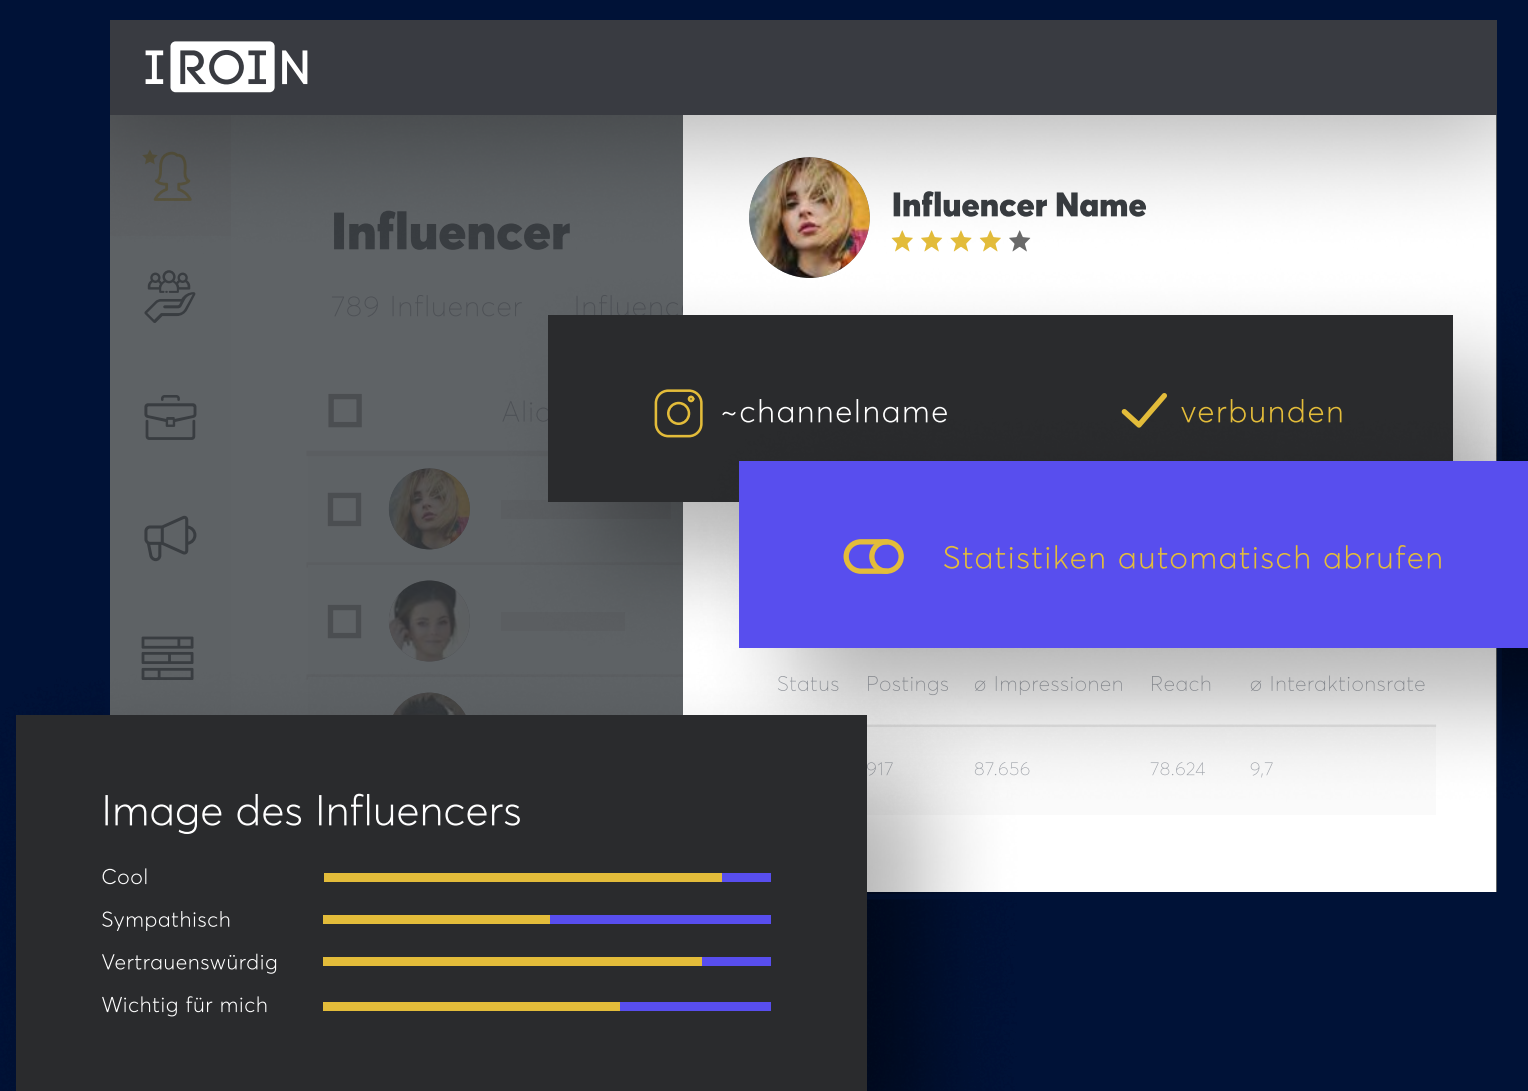 IROIN
Influencer
789 Influencer
Influencer Name
~channelname
verbunden
Statistiken automatisch abrufen
Status Postings ø Impressionen Reach ø Interaktionsrate
917 87.656 78.624 9,7
Image des Influencers
Cool
Sympathisch
Vertrauenswürdig
Wichtig für mich